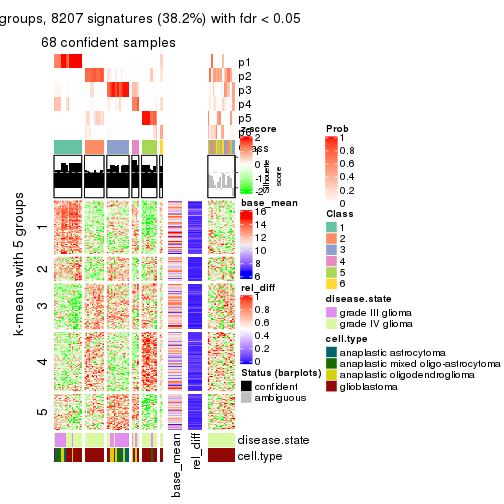 groups, 8207 signatures (38.2%) with fdr < 0.05
68 confident samples
p1
p2
p3
p4
p5
z-score
2
1
0
-1
-2
Silhouette
score
base_mean
16
14
12
10
8
6
rel_diff
1
0.8
0.6
0.4
0.2
0
Status (barplots)
confident
ambiguous
Prob
1
0.8
0.6
0.4
0.2
0
Class
1
2
3
4
5
6
disease.state
grade III glioma
grade IV glioma
cell.type
anaplastic astrocytoma
anaplastic mixed oligo-astrocytoma
anaplastic oligodendroglioma
glioblastoma
k-means with 5 groups
1
2
3
4
5
disease.state
cell.type
base_mean
rel_diff